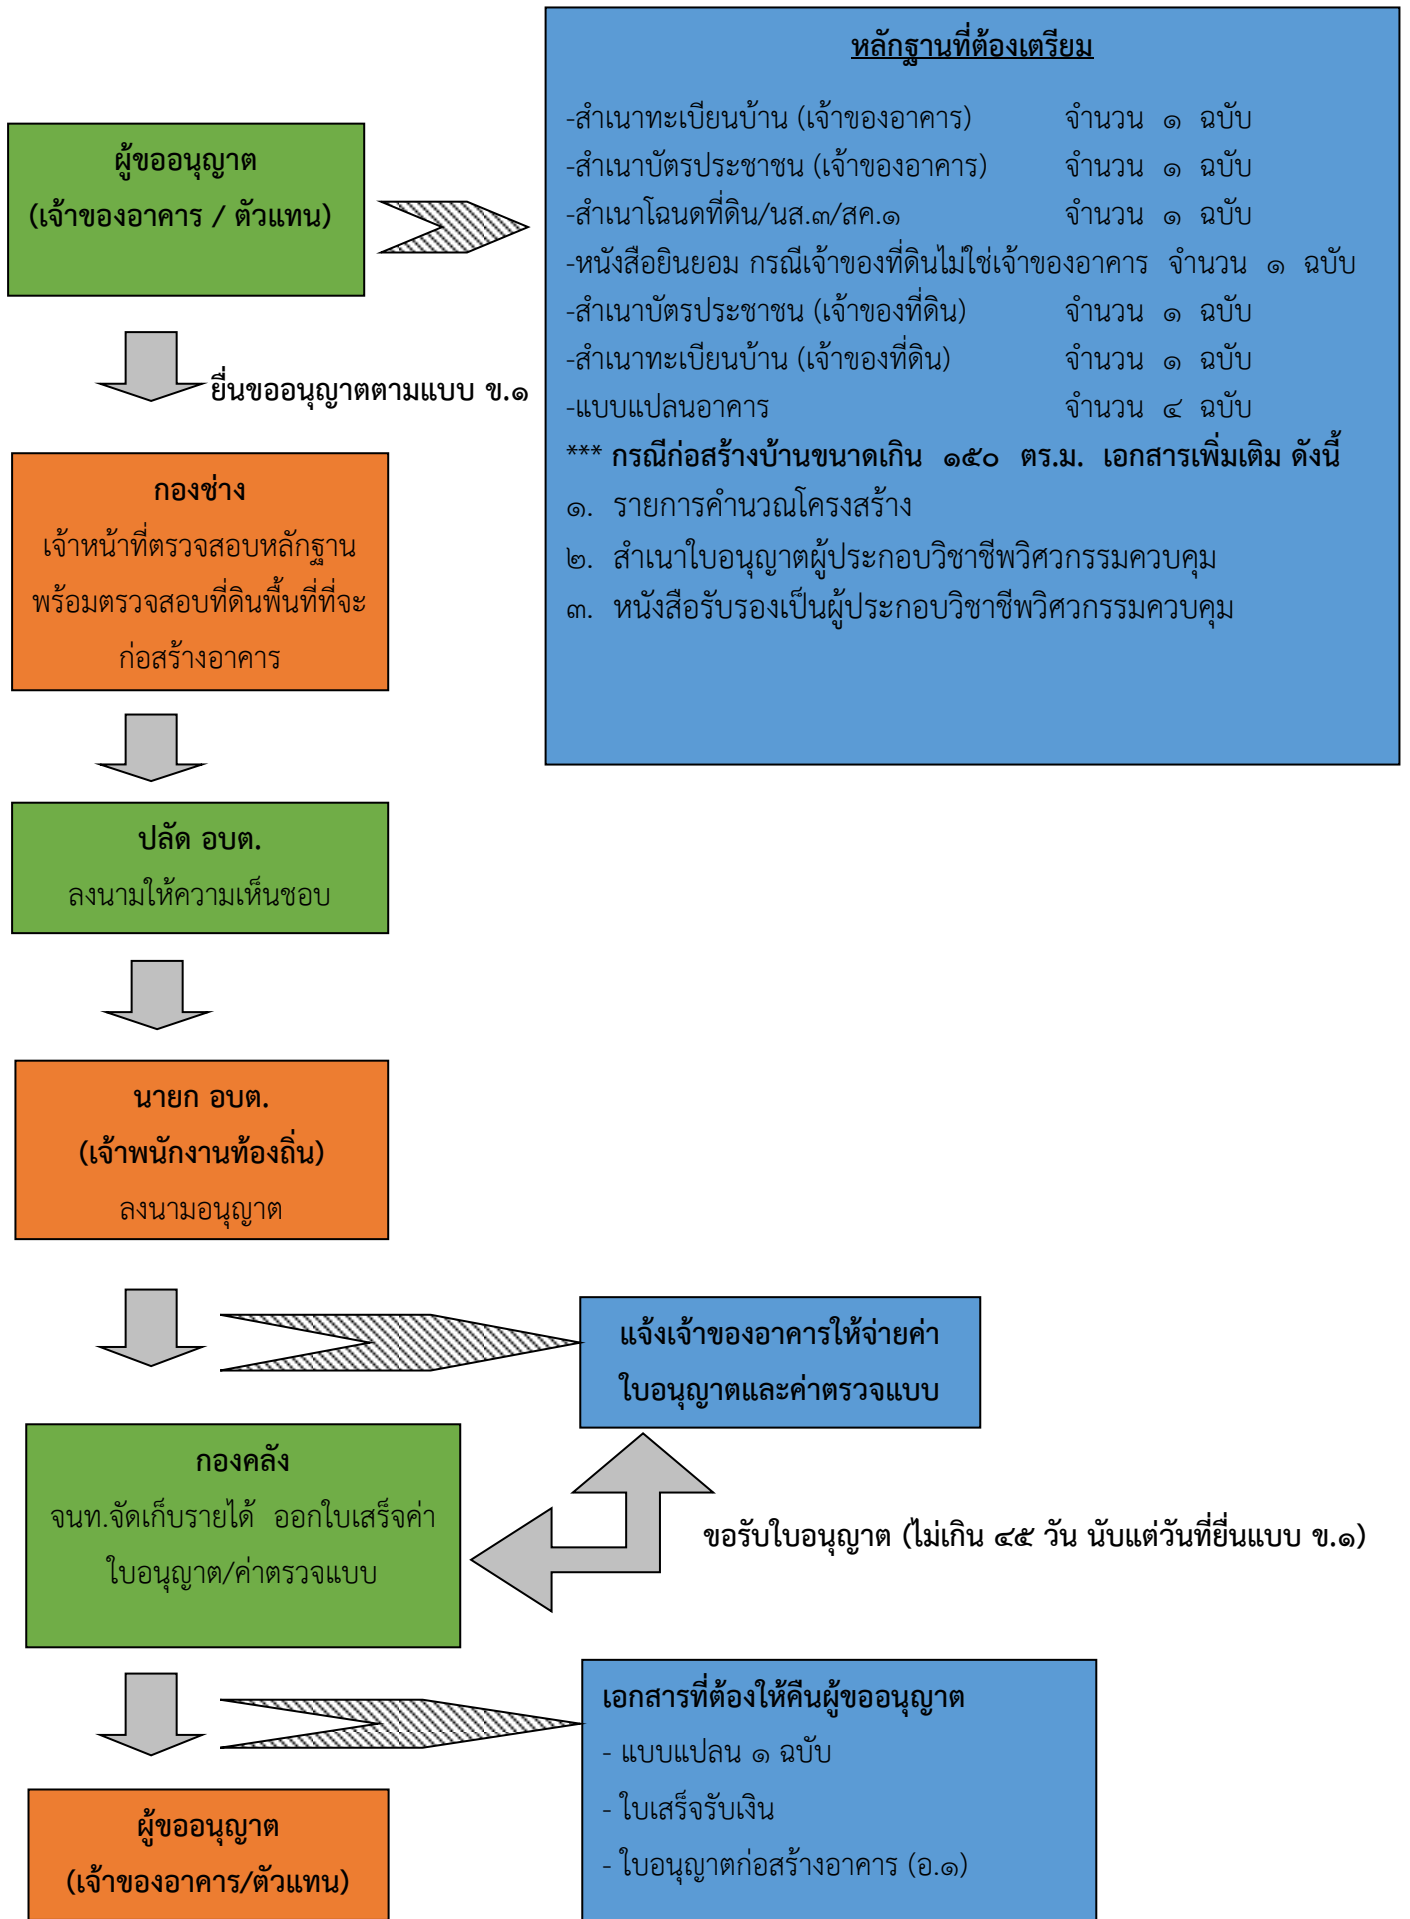 หลักฐานที่ต้องเตรียม
-สำเนาทะเบียนบ้าน (เจ้าของอาคาร) จำนวน ๑ ฉบับ
-สำเนาบัตรประชาชน (เจ้าของอาคาร) จำนวน ๑ ฉบับ
-สำเนาโฉนดที่ดิน/นส.๓/สค.๑ จำนวน ๑ ฉบับ
-หนังสือยินยอม กรณีเจ้าของที่ดินไม่ใช่เจ้าของอาคาร จำนวน ๑ ฉบับ
-สำเนาบัตรประชาชน (เจ้าของที่ดิน) จำนวน ๑ ฉบับ
-สำเนาทะเบียนบ้าน (เจ้าของที่ดิน) จำนวน ๑ ฉบับ
-แบบแปลนอาคาร จำนวน ๔ ฉบับ
*** กรณีก่อสร้างบ้านขนาดเกิน ๑๕๐ ตร.ม. เอกสารเพิ่มเติม ดังนี้
๑. รายการคำนวณโครงสร้าง
๒. สำเนาใบอนุญาตผู้ประกอบวิชาชีพวิศวกรรมควบคุม
๓. หนังสือรับรองเป็นผู้ประกอบวิชาชีพวิศวกรรมควบคุม
ผู้ขออนุญาต
(เจ้าของอาคาร / ตัวแทน)
ยื่นขออนุญาตตามแบบ ข.๑
กองช่าง
เจ้าหน้าที่ตรวจสอบหลักฐาน
พร้อมตรวจสอบที่ดินพื้นที่ที่จะ
ก่อสร้างอาคาร
ปลัด อบต.
ลงนามให้ความเห็นชอบ
นายก อบต.
(เจ้าพนักงานท้องถิ่น)
ลงนามอนุญาต
แจ้งเจ้าของอาคารให้จ่ายค่า
ใบอนุญาตและค่าตรวจแบบ
กองคลัง
จนท.จัดเก็บรายได้ ออกใบเสร็จค่า
ใบอนุญาต/ค่าตรวจแบบ
ขอรับใบอนุญาต (ไม่เกิน ๔๕ วัน นับแต่วันที่ยื่นแบบ ข.๑)
เอกสารที่ต้องให้คืนผู้ขออนุญาต
- แบบแปลน ๑ ฉบับ
- ใบเสร็จรับเงิน
- ใบอนุญาตก่อสร้างอาคาร (อ.๑)
ผู้ขออนุญาต
(เจ้าของอาคาร/ตัวแทน)